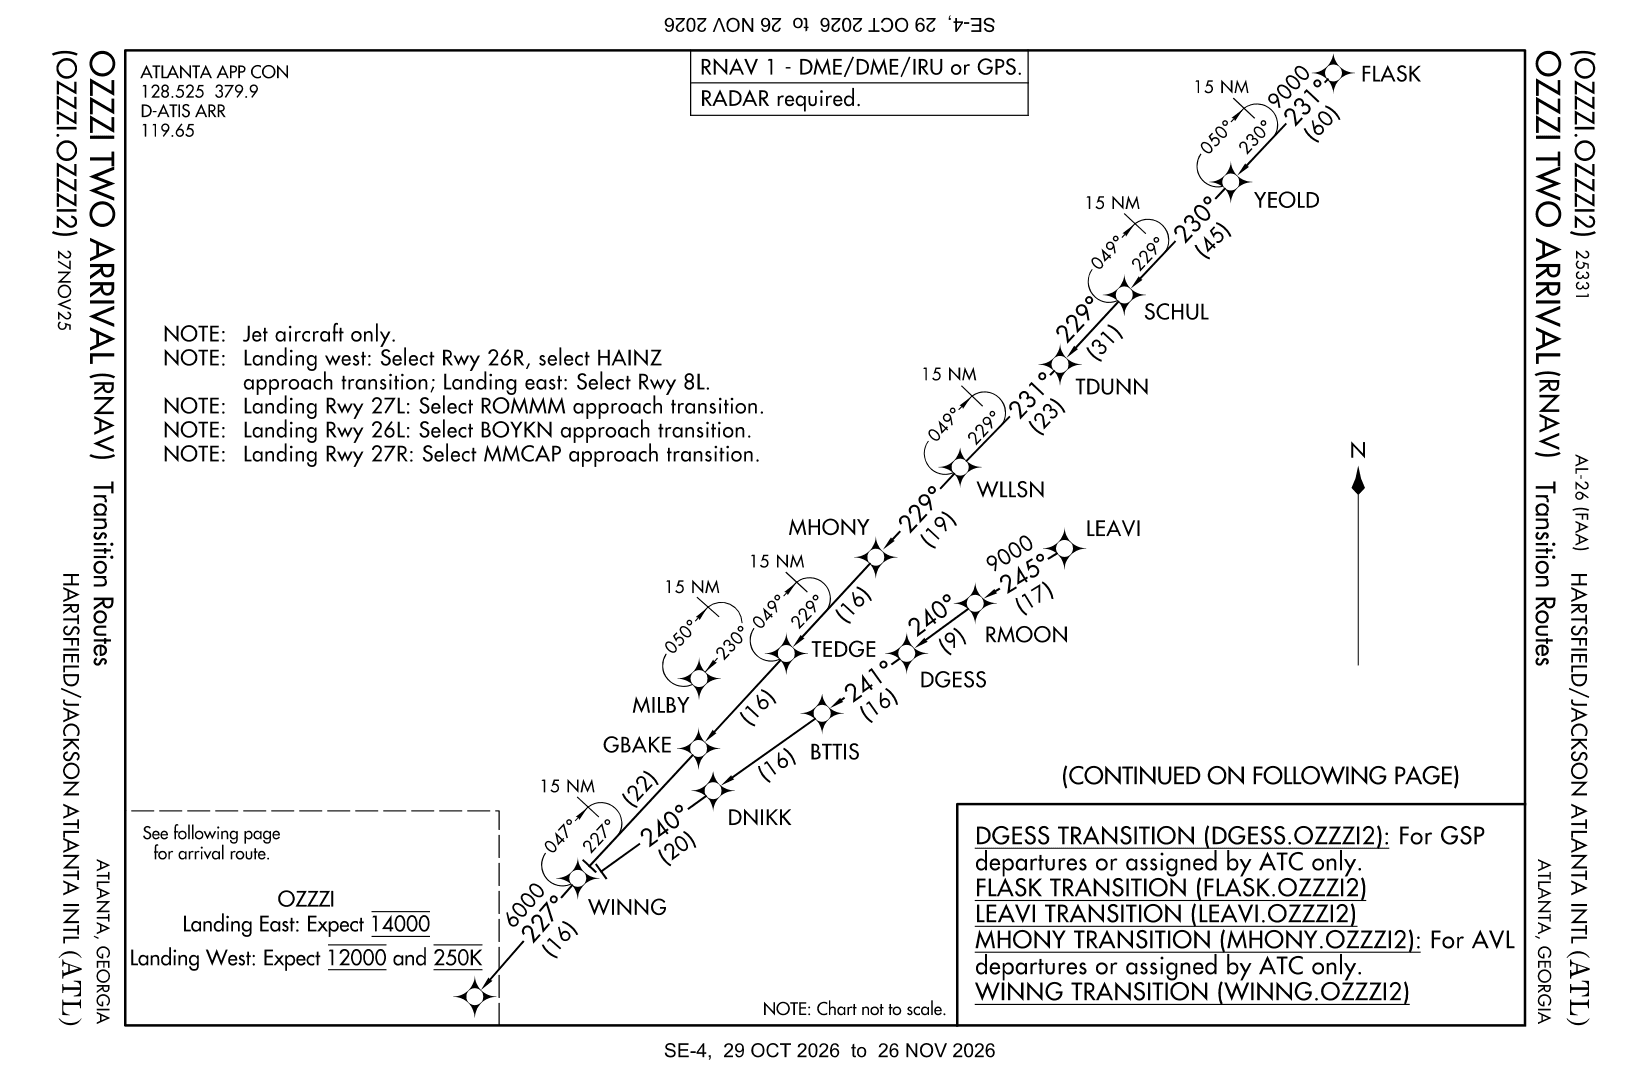 SE-4, 29 OCT 2026 to 26 NOV 2026
(OZZZI.OZZZI2) 27NOV25
OZZZI TWO ARRIVAL (RNAV) Transition Routes
HARTSFIELD/JACKSON ATLANTA INTL (ATL)
ATLANTA, GEORGIA
ATLANTA APP CON
128.525 379.9
D-ATIS ARR
119.65
RNAV 1 - DME/DME/IRU or GPS.
RADAR required.
FLASK
9000
231°
(60)
15 NM
050°
230°
YEOLD
230°
(45)
15 NM
049°
229°
SCHUL
229°
(31)
TDUNN
231°
(23)
15 NM
049°
229°
WLLSN
229°
(19)
NOTE: Jet aircraft only.
NOTE: Landing west: Select Rwy 26R, select HAINZ
approach transition; Landing east: Select Rwy 8L.
NOTE: Landing Rwy 27L: Select ROMMM approach transition.
NOTE: Landing Rwy 26L: Select BOYKN approach transition.
NOTE: Landing Rwy 27R: Select MMCAP approach transition.
N
MHONY
(16)
LEAVI
9000
245°
(17)
RMOON
240°
(9)
DGESS
241°
(16)
15 NM
049°
229°
TEDGE
15 NM
050°
230°
MILBY
(16)
GBAKE
BTTIS
(16)
(22)
DNIKK
240°
(20)
15 NM
047°
227°
WINNG
6000
227°
(16)
See following page
for arrival route.
OZZZI
Landing East: Expect 14000
Landing West: Expect 12000 and 250K
NOTE: Chart not to scale.
(CONTINUED ON FOLLOWING PAGE)
DGESS TRANSITION (DGESS.OZZZI2): For GSP
departures or assigned by ATC only.
FLASK TRANSITION (FLASK.OZZZI2)
LEAVI TRANSITION (LEAVI.OZZZI2)
MHONY TRANSITION (MHONY.OZZZI2): For AVL
departures or assigned by ATC only.
WINNG TRANSITION (WINNG.OZZZI2)
(OZZZI.OZZZI2) 25331
OZZZI TWO ARRIVAL (RNAV) Transition Routes
AL-26 (FAA)
HARTSFIELD/JACKSON ATLANTA INTL (ATL)
ATLANTA, GEORGIA
SE-4, 29 OCT 2026 to 26 NOV 2026